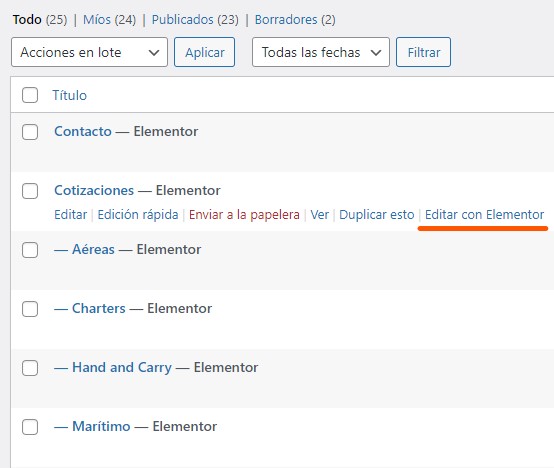 Todo (25) | Míos (24) | Publicados (23) | Borradores (2)
Acciones en lote Aplicar Todas las fechas Filtrar
Título
Contacto — Elementor
Cotizaciones — Elementor
Editar | Edición rápida | Enviar a la papelera | Ver | Duplicar esto | Editar con Elementor
— Aéreas — Elementor
— Charters — Elementor
— Hand and Carry — Elementor
— Marítimo — Elementor